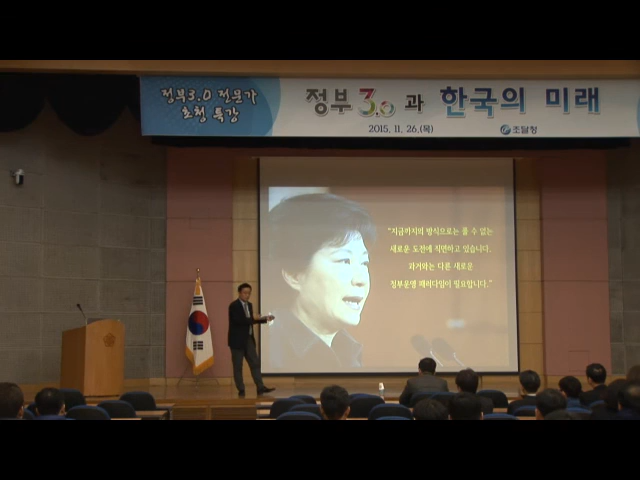 정부3.0 전문가
초청 특강
정부 3.0 과 한국의 미래
2015. 11. 26.(목)
조달청
"지금까지의 방식으로는 풀 수 없는
새로운 도전에 직면하고 있습니다.
과거와는 다른 새로운
정부운영 패러다임이 필요합니다."